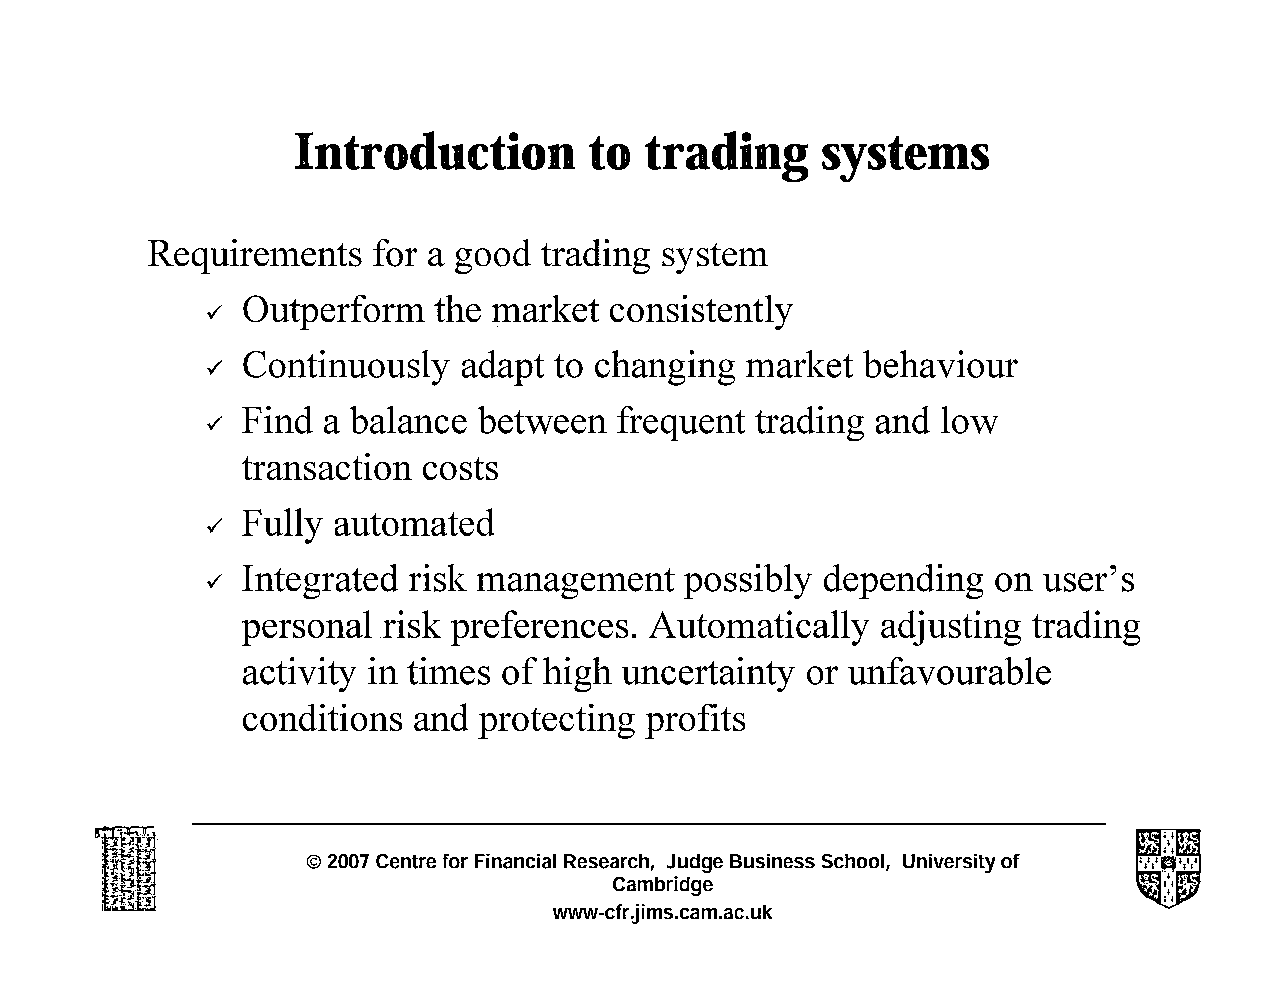 Introduction to trading systems
Requirements for a good trading system
✓ Outperform the market consistently
✓ Continuously adapt to changing market behaviour
✓ Find a balance between frequent trading and low
transaction costs
✓ Fully automated
✓ Integrated risk management possibly depending on user’s
personal risk preferences. Automatically adjusting trading
activity in times of high uncertainty or unfavourable
conditions and protecting profits
© 2007 Centre for Financial Research, Judge Business School, University of
Cambridge
www-cfr.jims.cam.ac.uk